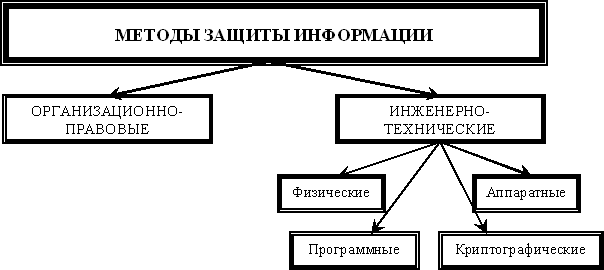 МЕТОДЫ ЗАЩИТЫ ИНФОРМАЦИИ
ОРГАНИЗАЦИОННО-
ПРАВОВЫЕ
ИНЖЕНЕРНО-
ТЕХНИЧЕСКИЕ
Физические
Аппаратные
Программные
Криптографические